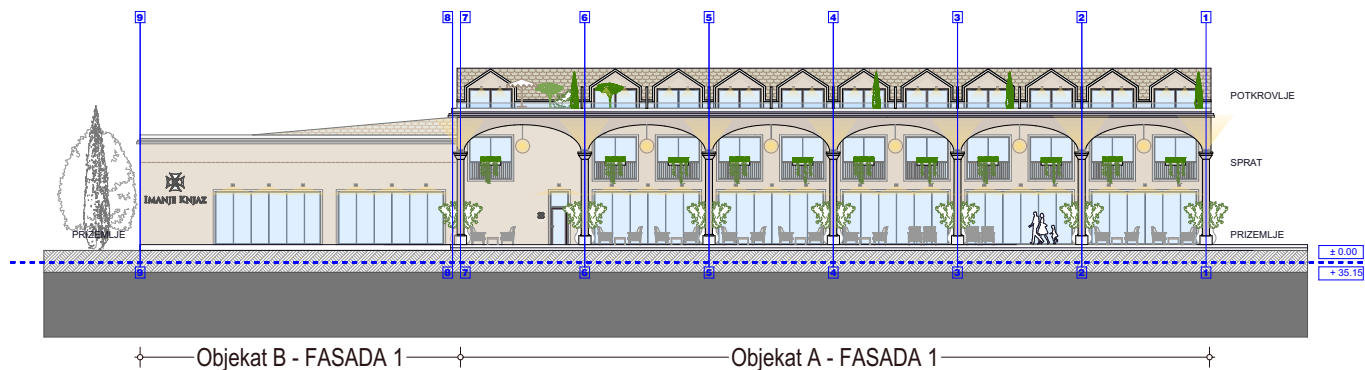 9 8 7 6 5 4 3 2 1
POTKROVLJE
SPRAT
IMANJE KNJAZ
PRIZEMLJE PRIZEMLJE
± 0.00
9 8 7 6 5 4 3 2 1
+ 35.15
Objekat B - FASADA 1 Objekat A - FASADA 1